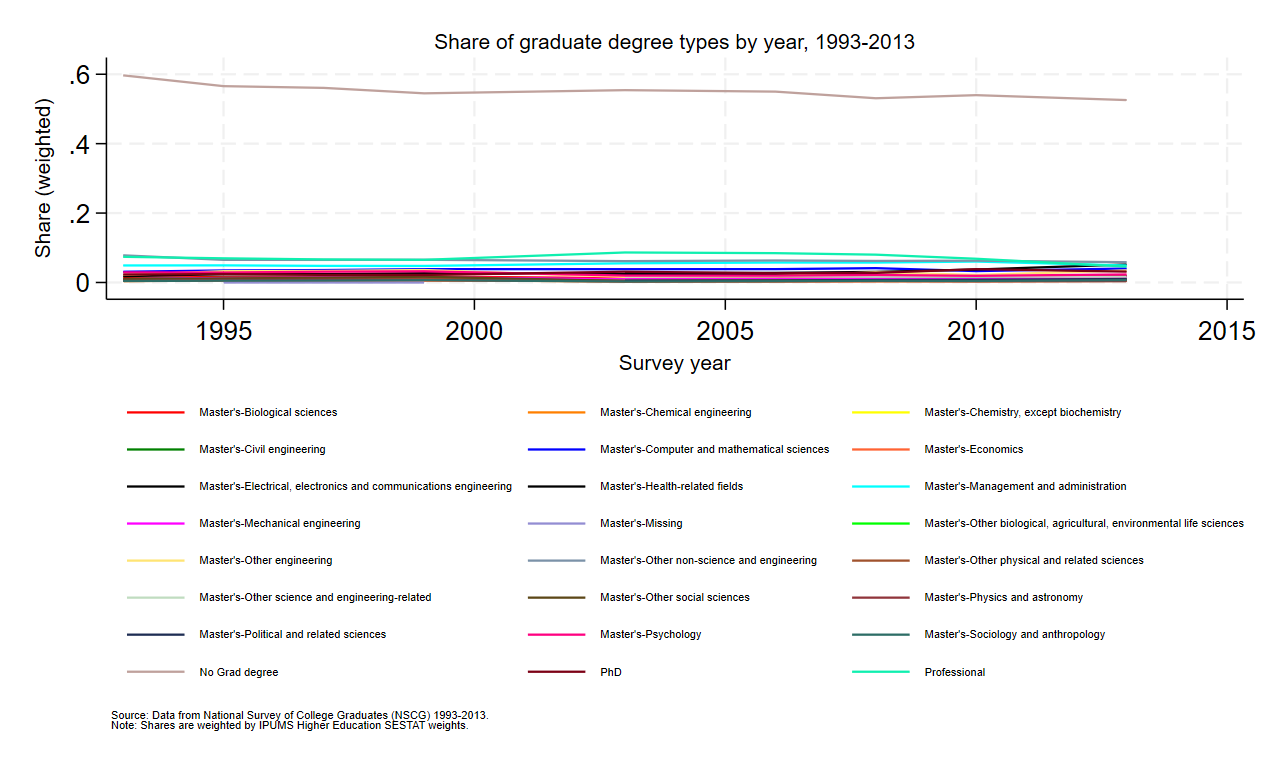 Share of graduate degree types by year, 1993-2013
Share (weighted)
.6
.4
.2
0
1995 2000 2005 2010 2015
Survey year
Master's-Biological sciences Master's-Chemical engineering Master's-Chemistry, except biochemistry
Master's-Civil engineering Master's-Computer and mathematical sciences Master's-Economics
Master's-Electrical, electronics and communications engineering Master's-Health-related fields Master's-Management and administration
Master's-Mechanical engineering Master's-Missing Master's-Other biological, agricultural, environmental life sciences
Master's-Other engineering Master's-Other non-science and engineering Master's-Other physical and related sciences
Master's-Other science and engineering-related Master's-Other social sciences Master's-Physics and astronomy
Master's-Political and related sciences Master's-Psychology Master's-Sociology and anthropology
No Grad degree PhD Professional
Source: Data from National Survey of College Graduates (NSCG) 1993-2013.
Note: Shares are weighted by IPUMS Higher Education SESTAT weights.